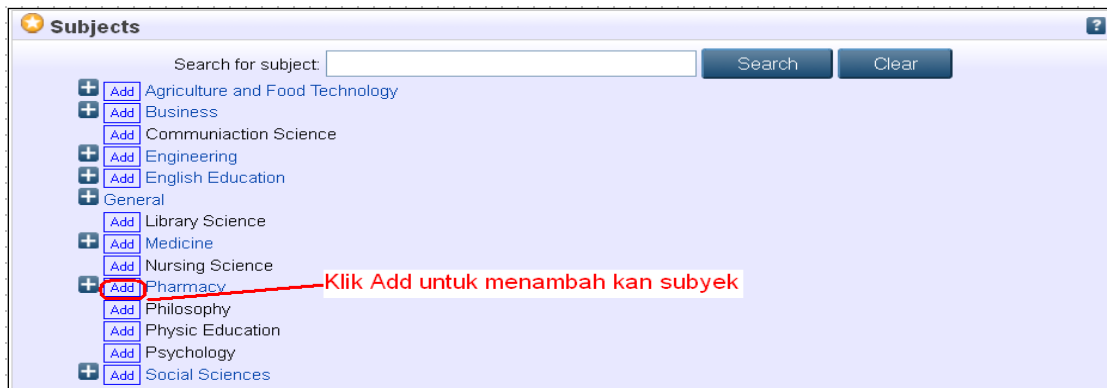 Subjects
?
Search for subject: Search Clear
Add Agriculture and Food Technology
Add Business
Add Communiaction Science
Add Engineering
Add English Education
General
Add Library Science
Add Medicine
Add Nursing Science
Add Pharmacy
Klik Add untuk menambah kan subyek
Add Philosophy
Add Physic Education
Add Psychology
Add Social Sciences